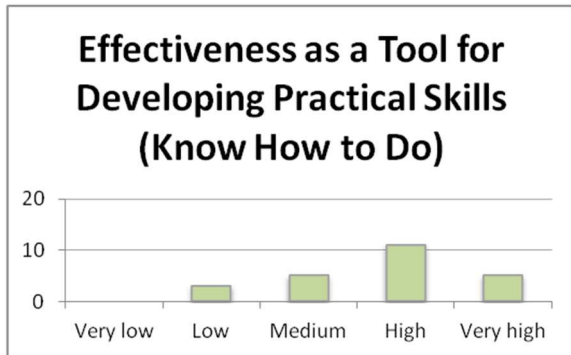 Effectiveness as a Tool for
Developing Practical Skills
(Know How to Do)
20
10
0
Very low Low Medium High Very high